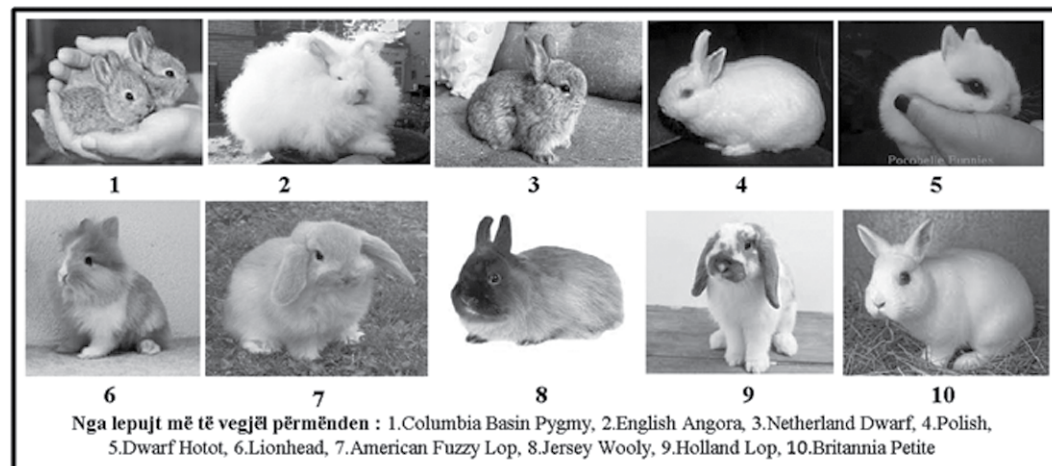 Pocobelle Bunnies
1 2 3 4 5
6 7 8 9 10
Nga lepujt më të vegjël përmënden : 1.Columbia Basin Pygmy, 2.English Angora, 3.Netherland Dwarf, 4.Polish,
5.Dwarf Hotot, 6.Lionhead, 7.American Fuzzy Lop, 8.Jersey Wooly, 9.Holland Lop, 10.Britannia Petite